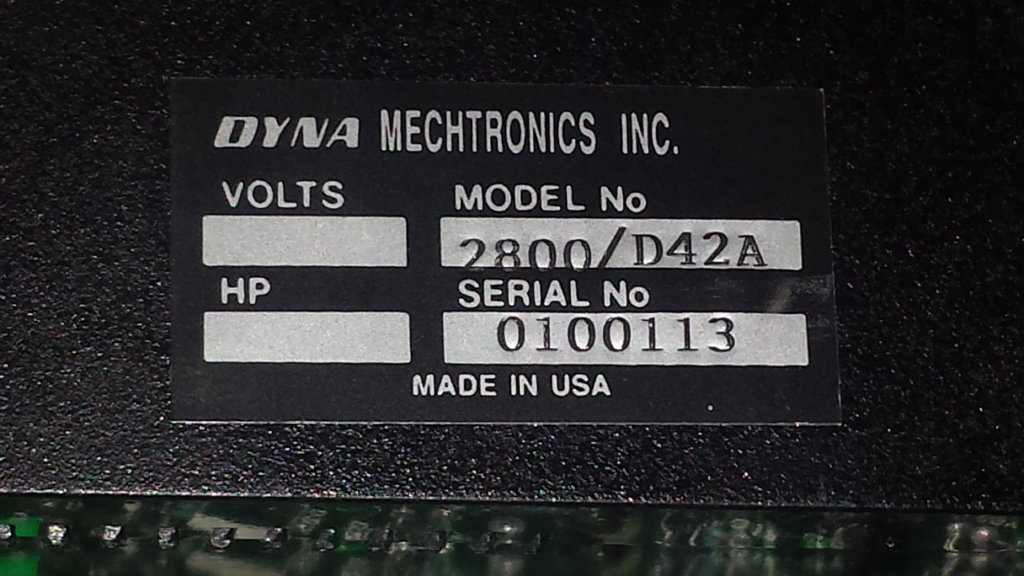 DYNA MECHTRONICS INC.
VOLTS MODEL No
2800/D42A
HP SERIAL No
0100113
MADE IN USA